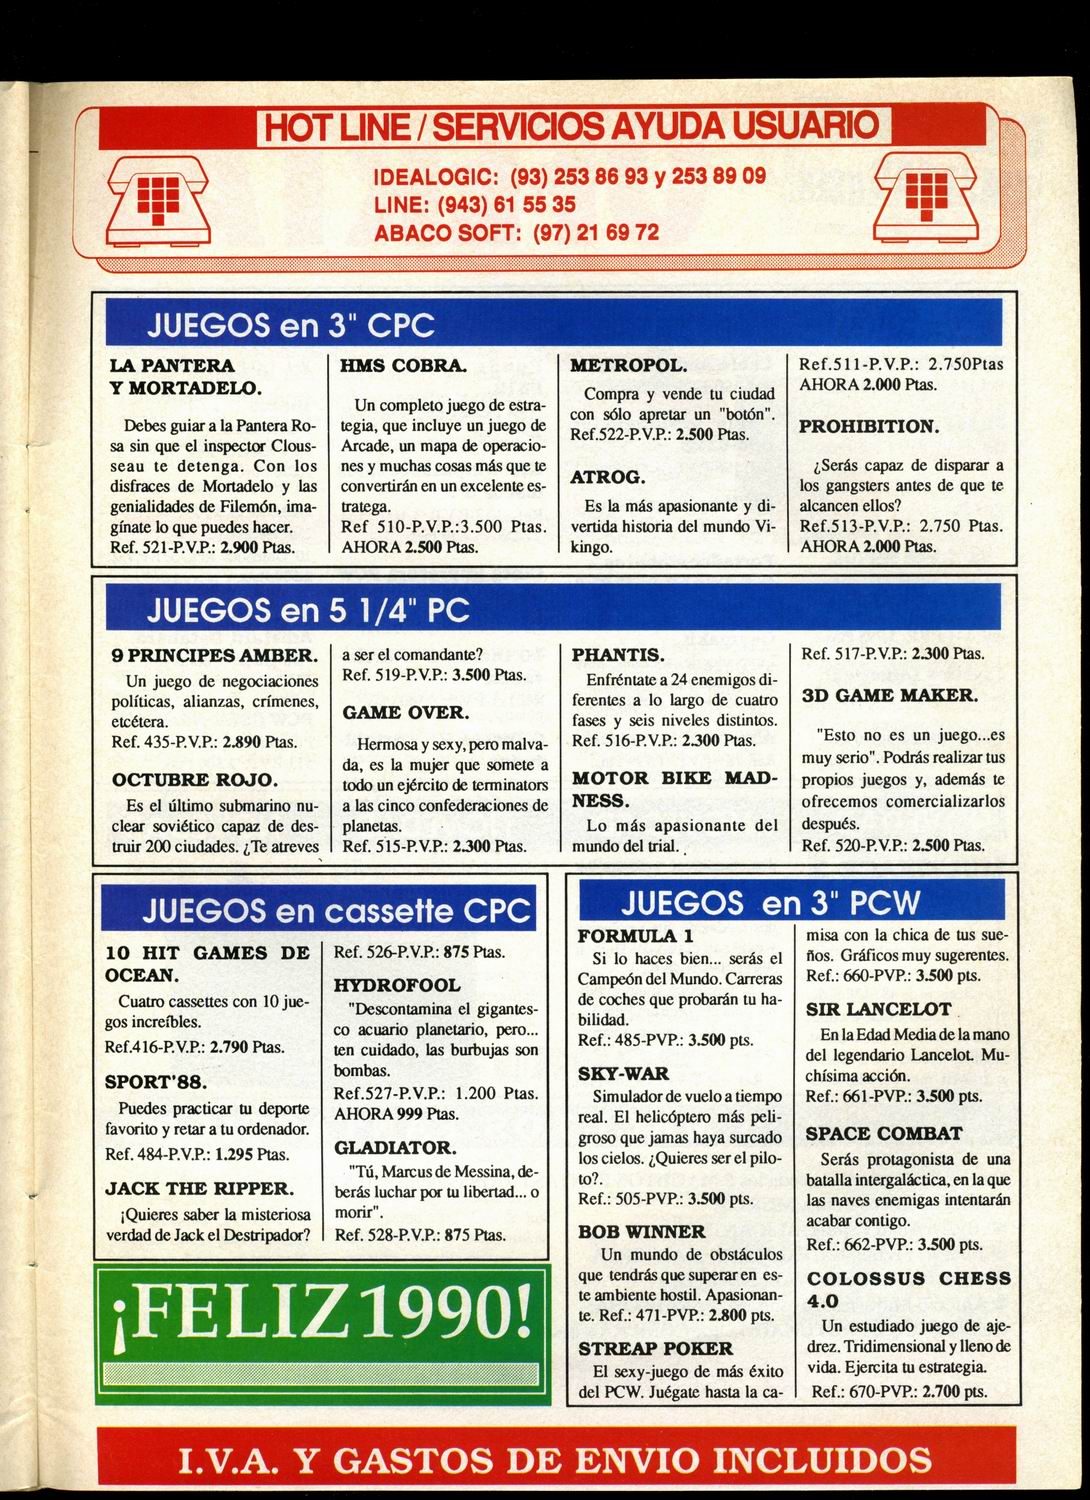 HOT LINE / SERVICIOS AYUDA USUARIO
IDEALOGIC: (93) 253 86 93 y 253 89 09
LINE: (943) 61 55 35
ABACO SOFT: (97) 21 69 72
JUEGOS en 3" CPC
LA PANTERA
Y MORTADELO.
Debes guiar a la Pantera Ro-
sa sin que el inspector Clous-
seau te detenga. Con los
disfraces de Mortadelo y las
genialidades de Filemón, ima-
gínate lo que puedes hacer.
Ref. 521-P.V.P.: 2.900 Ptas.
HMS COBRA.
Un completo juego de estra-
tegia, que incluye un juego de
Arcade, un mapa de operacio-
nes y muchas cosas más que te
convertirán en un excelente es-
tratega.
Ref 510-P.V.P.:3.500 Ptas.
AHORA 2.500 Ptas.
METROPOL.
Compra y vende tu ciudad
con sólo apretar un "botón".
Ref.522-P.V.P.: 2.500 Ptas.
ATROG.
Es la más apasionante y di-
vertida historia del mundo Vi-
kingo.
Ref.511-P.V.P.: 2.750Ptas
AHORA 2.000 Ptas.
PROHIBITION.
¿Serás capaz de disparar a
los gangsters antes de que te
alcancen ellos?
Ref.513-P.V.P.: 2.750 Ptas.
AHORA 2.000 Ptas.
JUEGOS en 5 1/4" PC
9 PRINCIPES AMBER.
Un juego de negociaciones
políticas, alianzas, crímenes,
etcétera.
Ref. 435-P.V.P.: 2.890 Ptas.
OCTUBRE ROJO.
Es el último submarino nu-
clear soviético capaz de des-
truir 200 ciudades. ¿Te atreves
a ser el comandante?
Ref. 519-P.V.P.: 3.500 Ptas.
GAME OVER.
Hermosa y sexy, pero malva-
da, es la mujer que somete a
todo un ejército de terminators
a las cinco confederaciones de
planetas.
Ref. 515-P.V.P.: 2.300 Ptas.
PHANTIS.
Enfréntate a 24 enemigos di-
ferentes a lo largo de cuatro
fases y seis niveles distintos.
Ref. 516-P.V.P.: 2.300 Ptas.
MOTOR BIKE MAD-
NESS.
Lo más apasionante del
mundo del trial.
Ref. 517-P.V.P.: 2.300 Ptas.
3D GAME MAKER.
"Esto no es un juego...es
muy serio". Podrás realizar tus
propios juegos y, además te
ofrecemos comercializarlos
después.
Ref. 520-P.V.P.: 2.500 Ptas.
JUEGOS en cassette CPC
10 HIT GAMES DE
OCEAN.
Cuatro cassettes con 10 jue-
gos increíbles.
Ref.416-P.V.P.: 2.790 Ptas.
SPORT'88.
Puedes practicar tu deporte
favorito y retar a tu ordenador.
Ref. 484-P.V.P.: 1.295 Ptas.
JACK THE RIPPER.
¡Quieres saber la misteriosa
verdad de Jack el Destripador?
Ref. 526-P.V.P.: 875 Ptas.
HYDROFOOL
"Descontamina el gigantes-
co acuario planetario, pero...
ten cuidado, las burbujas son
bombas.
Ref.527-P.V.P.: 1.200 Ptas.
AHORA 999 Ptas.
GLADIATOR.
"Tú, Marcus de Messina, de-
berás luchar por tu libertad... o
morir".
Ref. 528-P.V.P.: 875 Ptas.
¡FELIZ 1990!
JUEGOS en 3" PCW
FORMULA 1
Si lo haces bien... serás el
Campeón del Mundo. Carreras
de coches que probarán tu ha-
bilidad.
Ref.: 485-PVP.: 3.500 pts.
SKY-WAR
Simulador de vuelo a tiempo
real. El helicóptero más peli-
groso que jamas haya surcado
los cielos. ¿Quieres ser el pilo-
to?.
Ref.: 505-PVP.: 3.500 pts.
BOB WINNER
Un mundo de obstáculos
que tendrás que superar en es-
te ambiente hostil. Apasionan-
te. Ref.: 471-PVP.: 2.800 pts.
STREAP POKER
El sexy-juego de más éxito
del PCW. Juégate hasta la ca-
misa con la chica de tus sue-
ños. Gráficos muy sugerentes.
Ref.: 660-PVP.: 3.500 pts.
SIR LANCELOT
En la Edad Media de la mano
del legendario Lancelot. Mu-
chísima acción.
Ref.: 661-PVP.: 3.500 pts.
SPACE COMBAT
Serás protagonista de una
batalla intergaláctica, en la que
las naves enemigas intentarán
acabar contigo.
Ref.: 662-PVP.: 3.500 pts.
COLOSSUS CHESS
4.0
Un estudiado juego de aje-
drez. Tridimensional y lleno de
vida. Ejercita tu estrategia.
Ref.: 670-PVP.: 2.700 pts.
I.V.A. Y GASTOS DE ENVIO INCLUIDOS